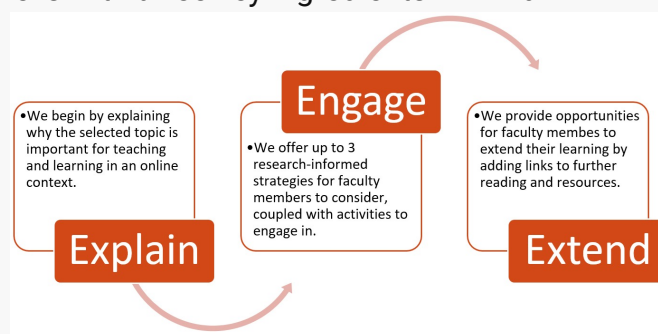 •We begin by explaining
why the selected topic is
important for teaching
and learning in an online
context.
Explain
Engage
•We offer up to 3
research-informed
strategies for faculty
members to consider,
coupled with activities to
engage in.
•We provide opportunities
for faculty membes to
extend their learning by
adding links to further
reading and resources.
Extend